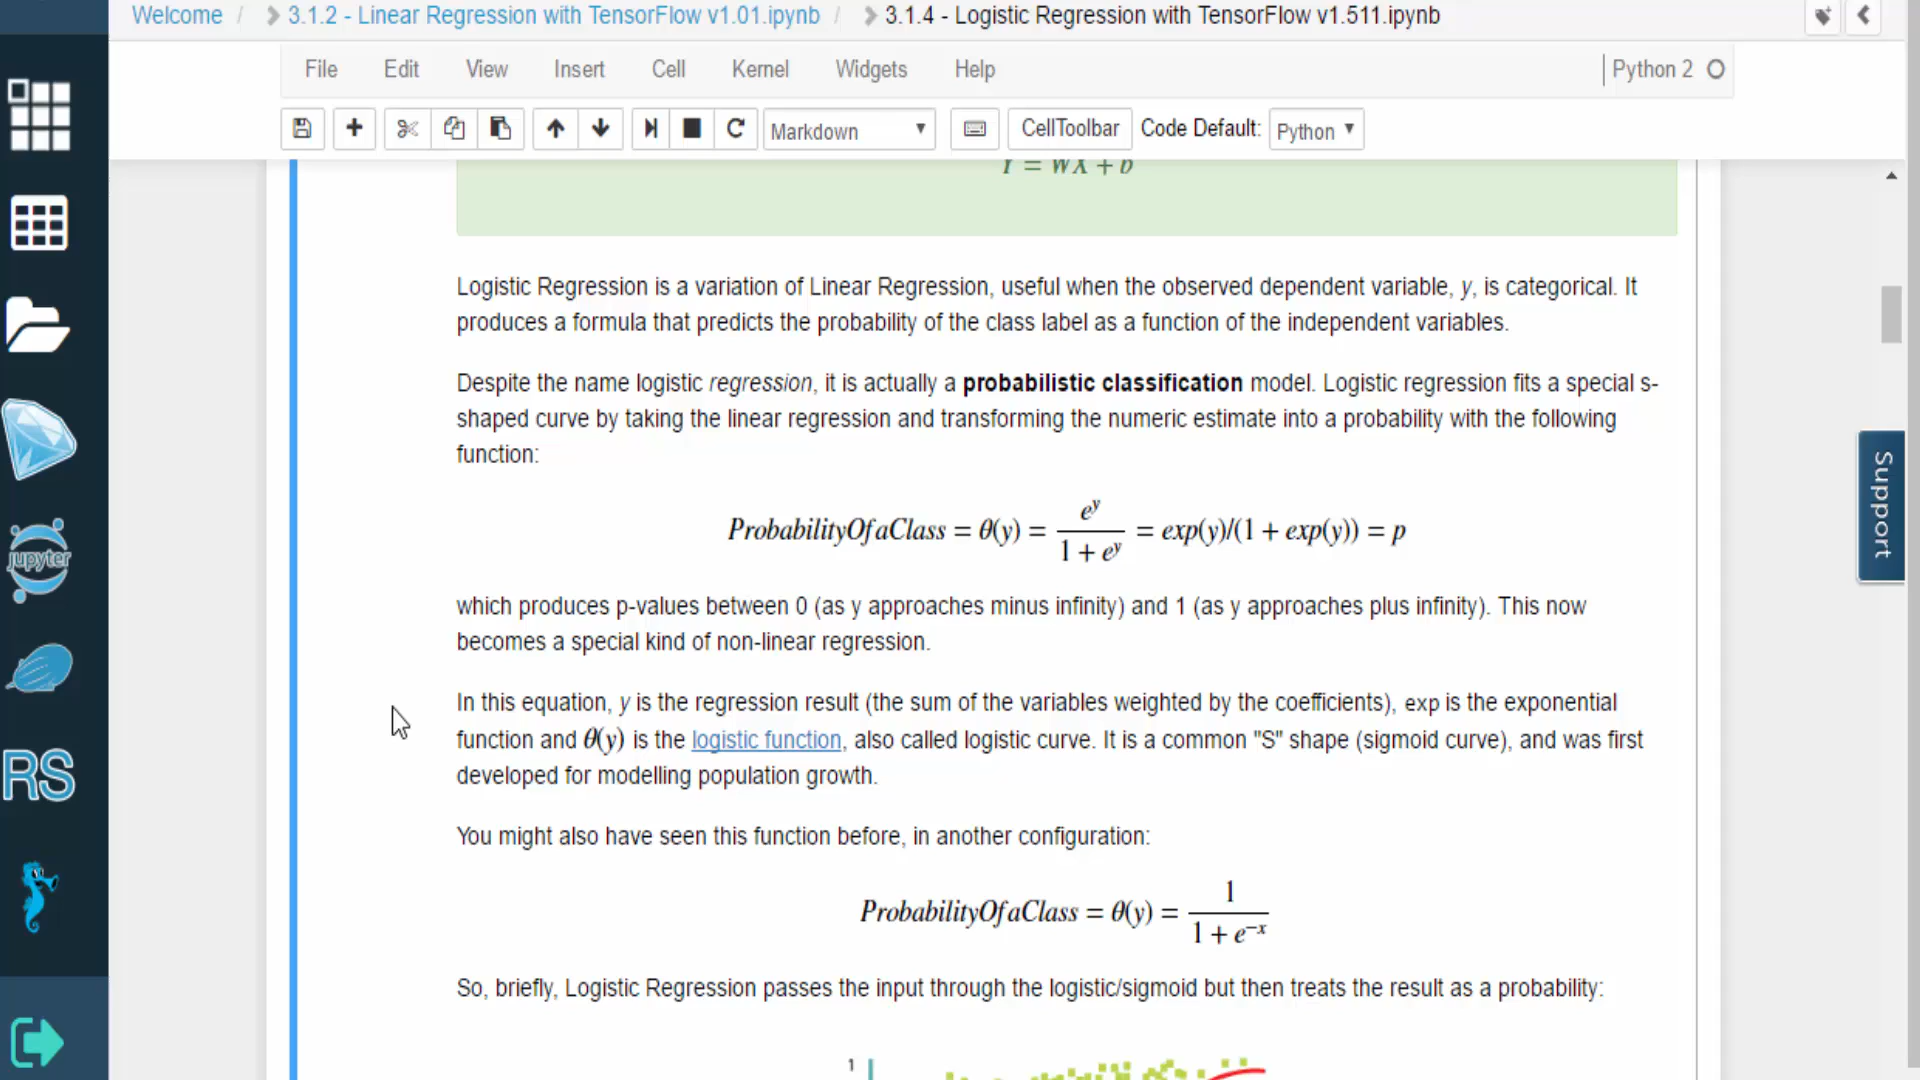 Welcome / 3.1.2 - Linear Regression with TensorFlow v1.01.ipynb / 3.1.4 - Logistic Regression with TensorFlow v1.511.ipynb
File Edit View Insert Cell Kernel Widgets Help Python 2
Markdown CellToolbar Code Default: Python
Y = WX + b
Logistic Regression is a variation of Linear Regression, useful when the observed dependent variable, y, is categorical. It
produces a formula that predicts the probability of the class label as a function of the independent variables.
Despite the name logistic regression, it is actually a probabilistic classification model. Logistic regression fits a special s-
shaped curve by taking the linear regression and transforming the numeric estimate into a probability with the following
function:
ProbabilityOfaClass = θ(y) = e^y / (1 + e^y) = exp(y)/(1 + exp(y)) = p
which produces p-values between 0 (as y approaches minus infinity) and 1 (as y approaches plus infinity). This now
becomes a special kind of non-linear regression.
In this equation, y is the regression result (the sum of the variables weighted by the coefficients), exp is the exponential
function and θ(y) is the logistic function, also called logistic curve. It is a common "S" shape (sigmoid curve), and was first
developed for modelling population growth.
You might also have seen this function before, in another configuration:
ProbabilityOfaClass = θ(y) = 1 / (1 + e^−x)
So, briefly, Logistic Regression passes the input through the logistic/sigmoid but then treats the result as a probability:
1
jupyter
RS
Support